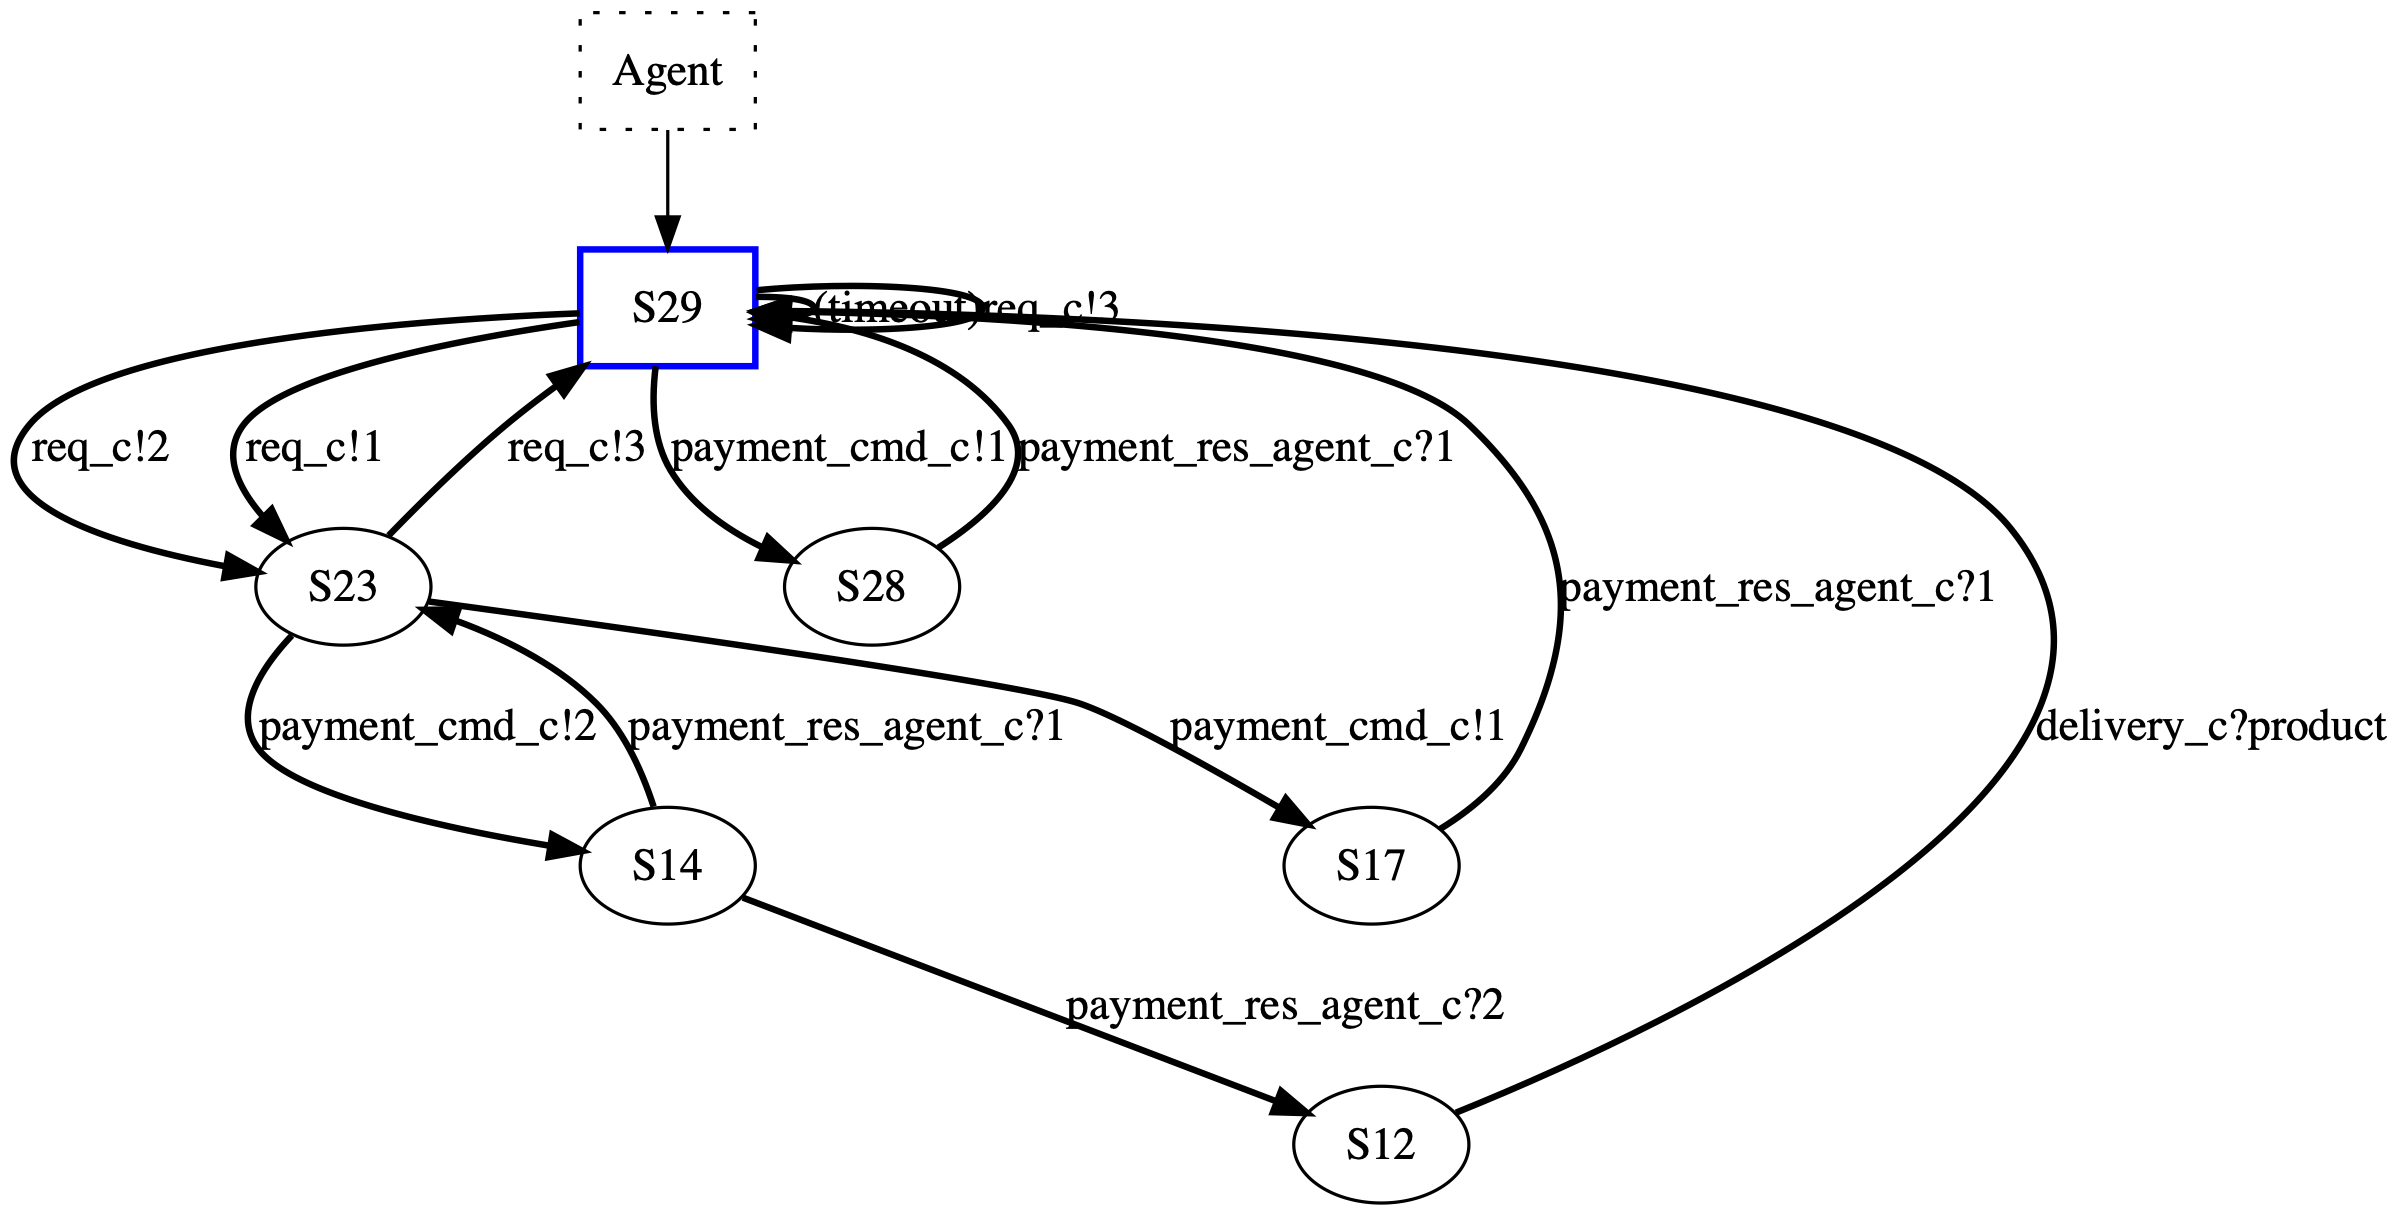 Agent
S29
(timeout)
req_c!3
req_c!2
req_c!1
req_c!3
payment_cmd_c!1
payment_res_agent_c?1
S23
S28
payment_res_agent_c?1
payment_cmd_c!2
payment_res_agent_c?1
payment_cmd_c!1
delivery_c?product
S14
S17
payment_res_agent_c?2
S12